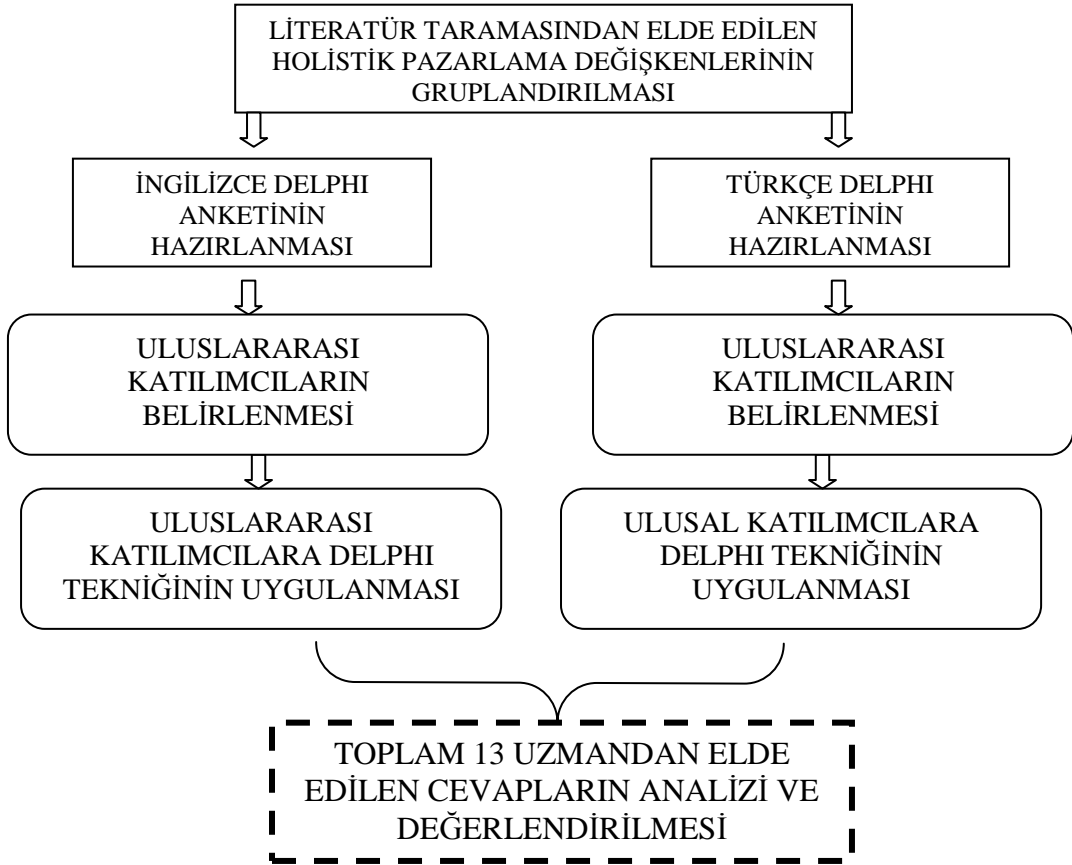 LİTERATÜR TARAMASINDAN ELDE EDİLEN
HOLİSTİK PAZARLAMA DEĞİŞKENLERİNİN
GRUPLANDIRILMASI
İNGİLİZCE DELPHI
ANKETİNİN
HAZIRLANMASI
TÜRKÇE DELPHI
ANKETİNİN
HAZIRLANMASI
ULUSLARARASI
KATILIMCILARIN
BELİRLENMESİ
ULUSLARARASI
KATILIMCILARIN
BELİRLENMESİ
ULUSLARARASI
KATILIMCILARA DELPHI
TEKNİĞİNİN UYGULANMASI
ULUSAL KATILIMCILARA
DELPHI TEKNİĞİNİN
UYGULANMASI
TOPLAM 13 UZMANDAN ELDE
EDİLEN CEVAPLARIN ANALİZİ VE
DEĞERLENDİRİLMESİ